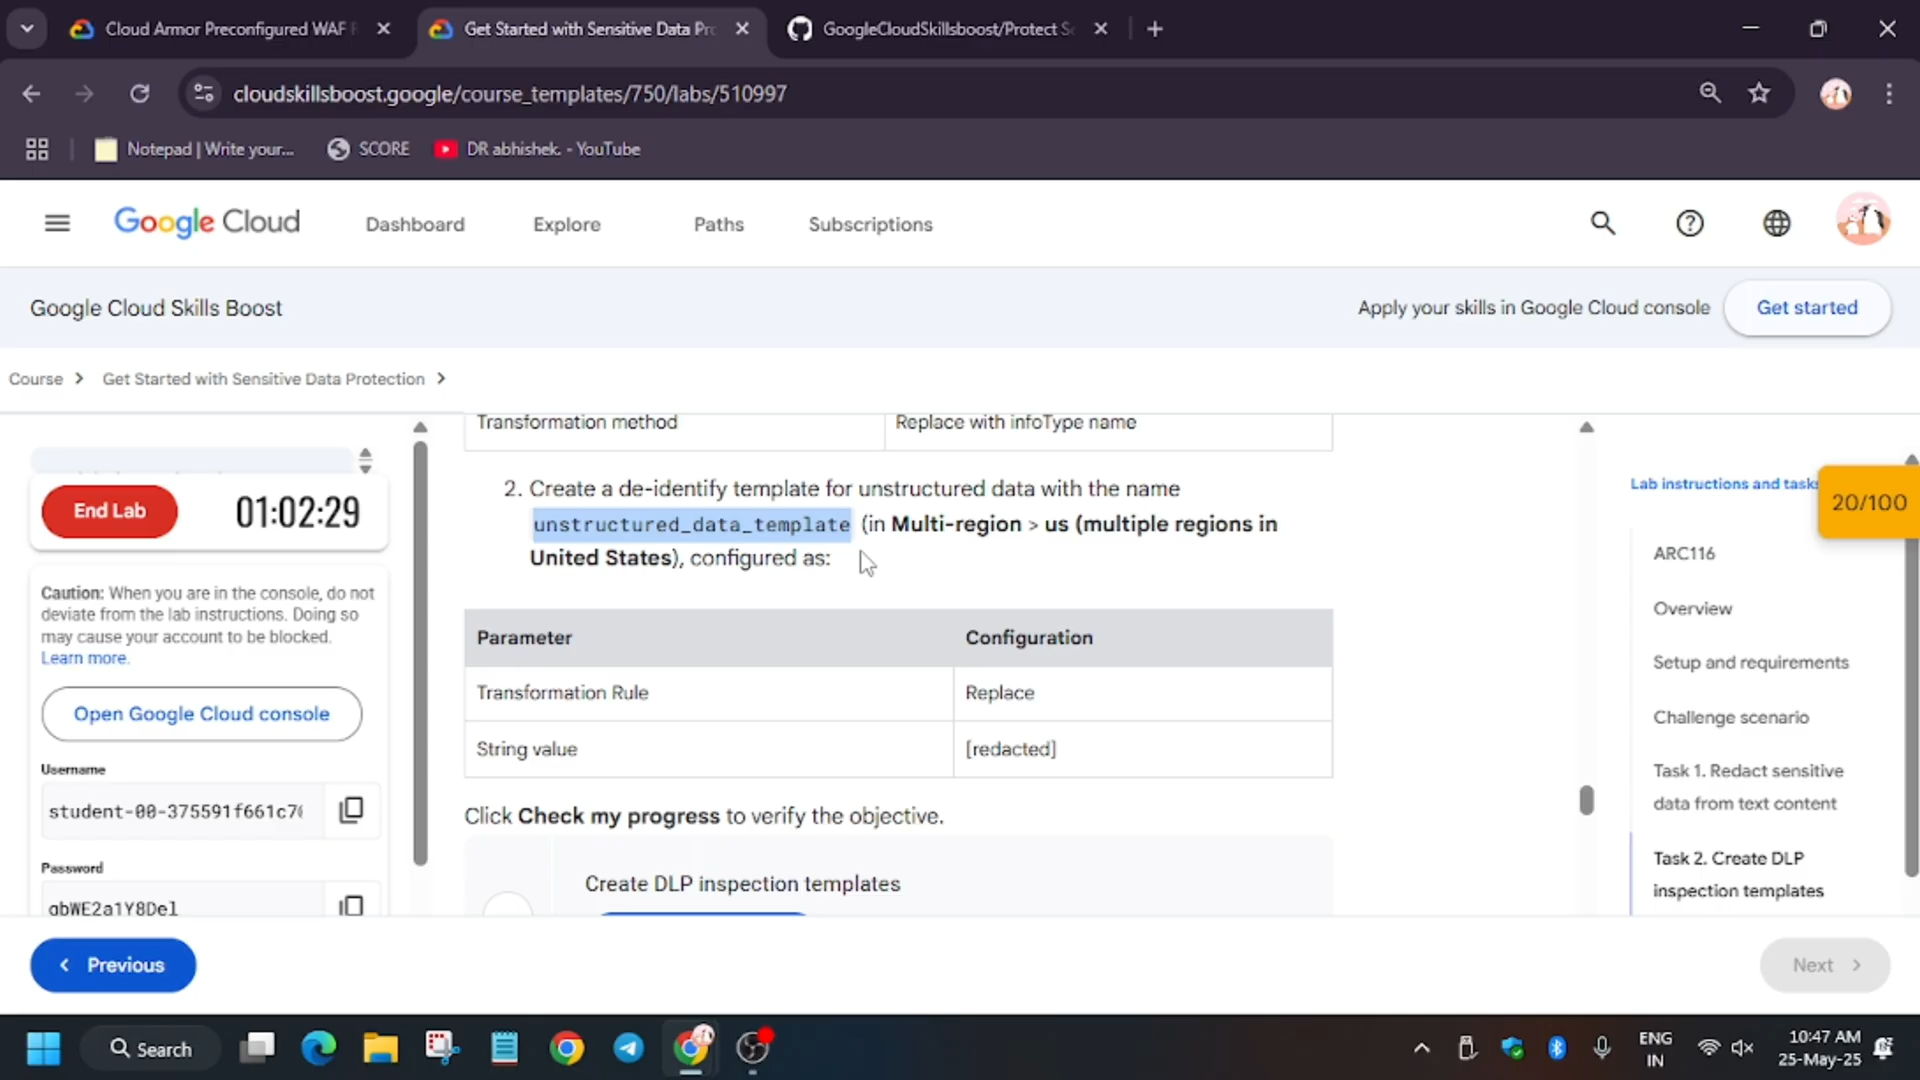 Cloud Armor Preconfigured WAF
Get Started with Sensitive Data Pro
GoogleCloudSkillsboost/Protect Se
cloudskillsboost.google/course_templates/750/labs/510997
Notepad | Write your...
SCORE
DR abhishek. - YouTube
Google Cloud
Dashboard
Explore
Paths
Subscriptions
Google Cloud Skills Boost
Apply your skills in Google Cloud console
Get started
Course
Get Started with Sensitive Data Protection
End Lab
01:02:29
Caution: When you are in the console, do not
deviate from the lab instructions. Doing so
may cause your account to be blocked.
Learn more.
Open Google Cloud console
Username
student-00-375591f661c70
Password
qbWE2a1Y8Del
Transformation method
Replace with infoType name
2. Create a de-identify template for unstructured data with the name
unstructured_data_template (in Multi-region > us (multiple regions in
United States), configured as:
Parameter
Configuration
Transformation Rule
Replace
String value
[redacted]
Click Check my progress to verify the objective.
Create DLP inspection templates
Lab instructions and tasks
20/100
ARC116
Overview
Setup and requirements
Challenge scenario
Task 1. Redact sensitive
data from text content
Task 2. Create DLP
inspection templates
Previous
Next
Search
ENG
IN
10:47 AM
25-May-25